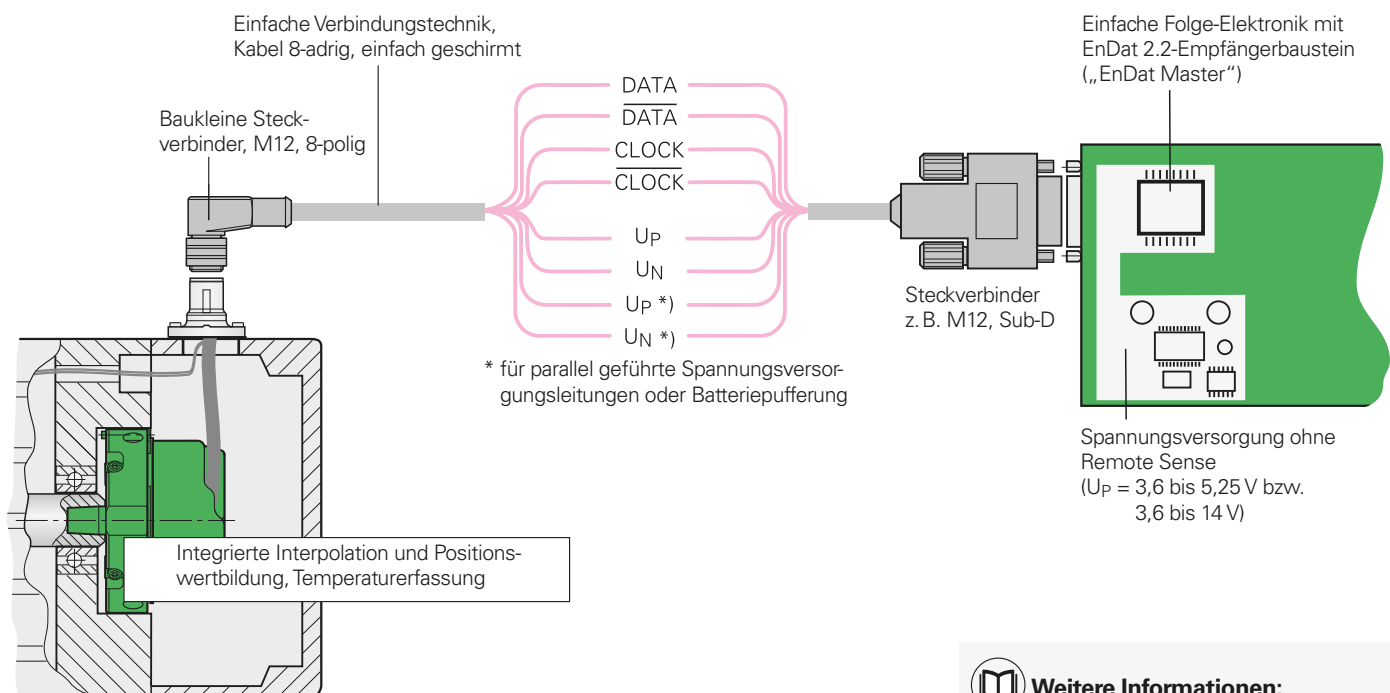 Einfache Verbindungstechnik,
Kabel 8-adrig, einfach geschirmt
Baukleine Steck-
verbinder, M12, 8-polig
DATA
D̅A̅T̅A̅
CLOCK
C̅L̅O̅C̅K̅
UP
UN
UP *)
UN *)
* für parallel geführte Spannungsversor-
gungsleitungen oder Batteriepufferung
Einfache Folge-Elektronik mit
EnDat 2.2-Empfängerbaustein
(„EnDat Master“)
Steckverbinder
z. B. M12, Sub-D
Spannungsversorgung ohne
Remote Sense
(UP = 3,6 bis 5,25 V bzw.
3,6 bis 14 V)
Integrierte Interpolation und Positions-
wertbildung, Temperaturerfassung
Weitere Informationen: